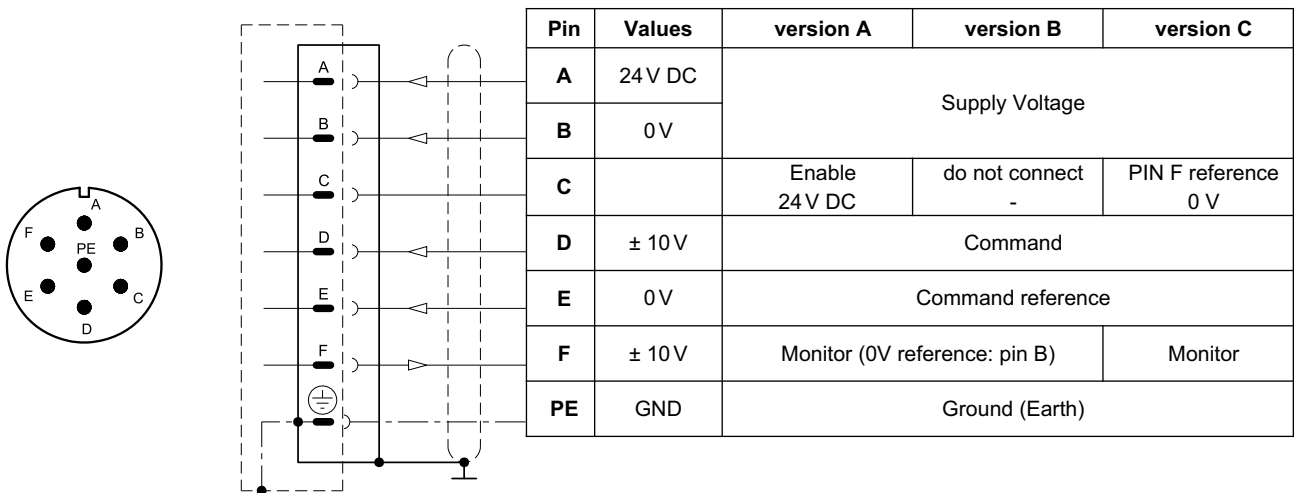 A
F
B
PE
E
C
D
A
B
C
D
E
F
Pin Values version A version B version C
A 24 V DC Supply Voltage
B 0 V
C Enable do not connect PIN F reference
24 V DC - 0 V
D ± 10 V Command
E 0 V Command reference
F ± 10 V Monitor (0V reference: pin B) Monitor
PE GND Ground (Earth)